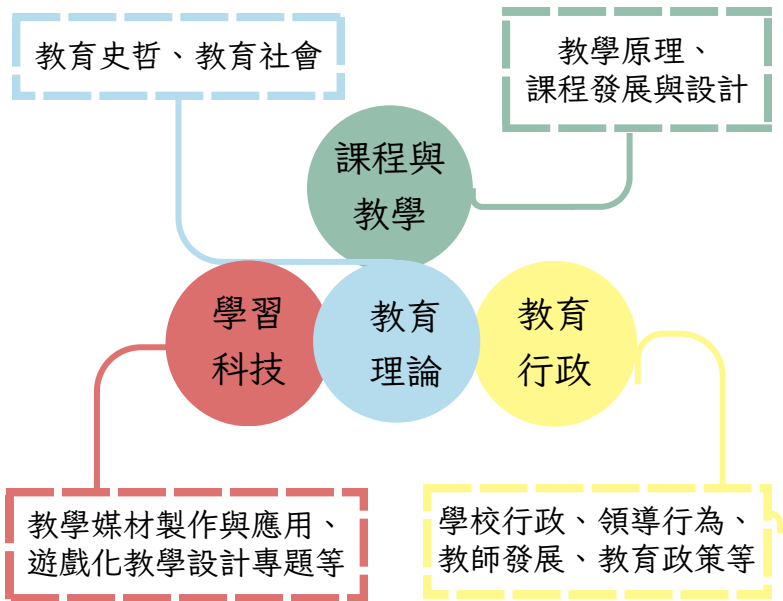 教育史哲、教育社會
教學原理、
課程發展與設計
課程與
教學
學習
科技
教育
理論
教育
行政
教學媒材製作與應用、
遊戲化教學設計專題等
學校行政、領導行為、
教師發展、教育政策等